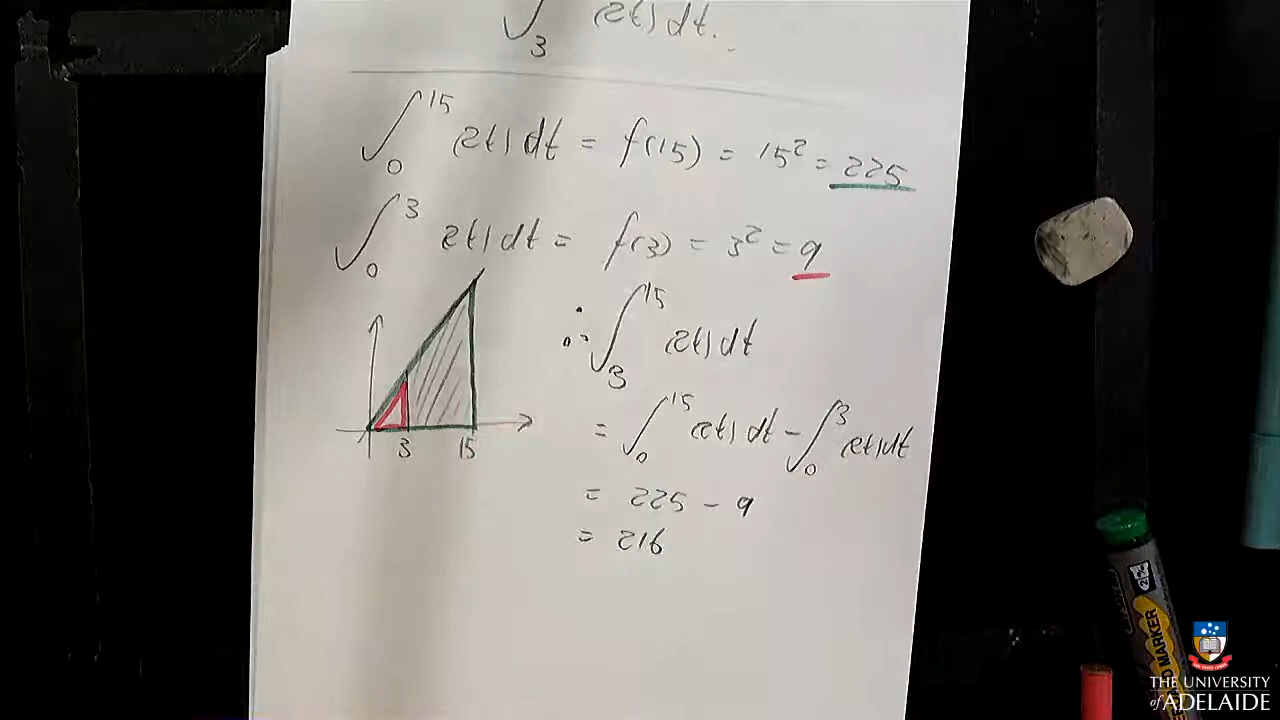 ∫₃ (2t) dt.
∫₀¹⁵ (2t) dt = f(15) = 15² = 225
∫₀³ 2t) dt = f(3) = 3² = 9
∴ ∫₃¹⁵ (2t) dt
= ∫₀¹⁵ (2t) dt - ∫₀³ (2t) dt
3 15
= 225 - 9
= 216
MARKER
THE UNIVERSITY
of ADELAIDE